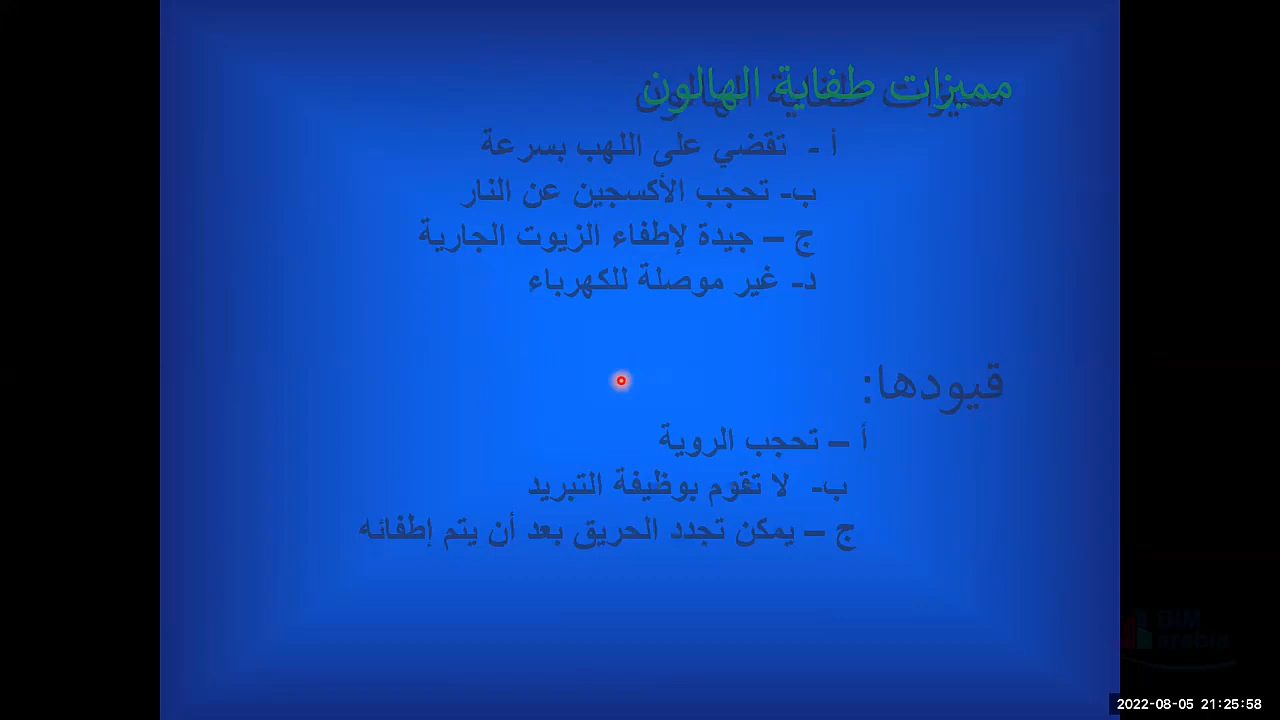 مميزات طفاية الهالون
أ - تقضي على اللهب بسرعة
ب- تحجب الأكسجين عن النار
ج – جيدة لإطفاء الزيوت الجارية
د- غير موصلة للكهرباء
قيودها:
أ – تحجب الروية
ب- لا تقوم بوظيفة التبريد
ج – يمكن تجدد الحريق بعد أن يتم إطفائه
2022-08-05 21:25:58